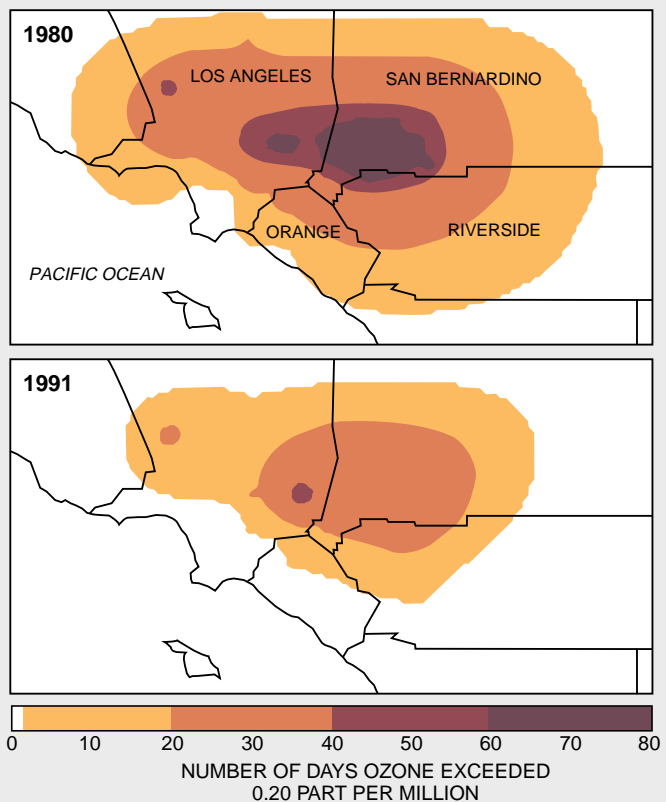 1980
LOS ANGELES
SAN BERNARDINO
ORANGE
RIVERSIDE
PACIFIC OCEAN
1991
0 10 20 30 40 50 60 70 80
NUMBER OF DAYS OZONE EXCEEDED
0.20 PART PER MILLION